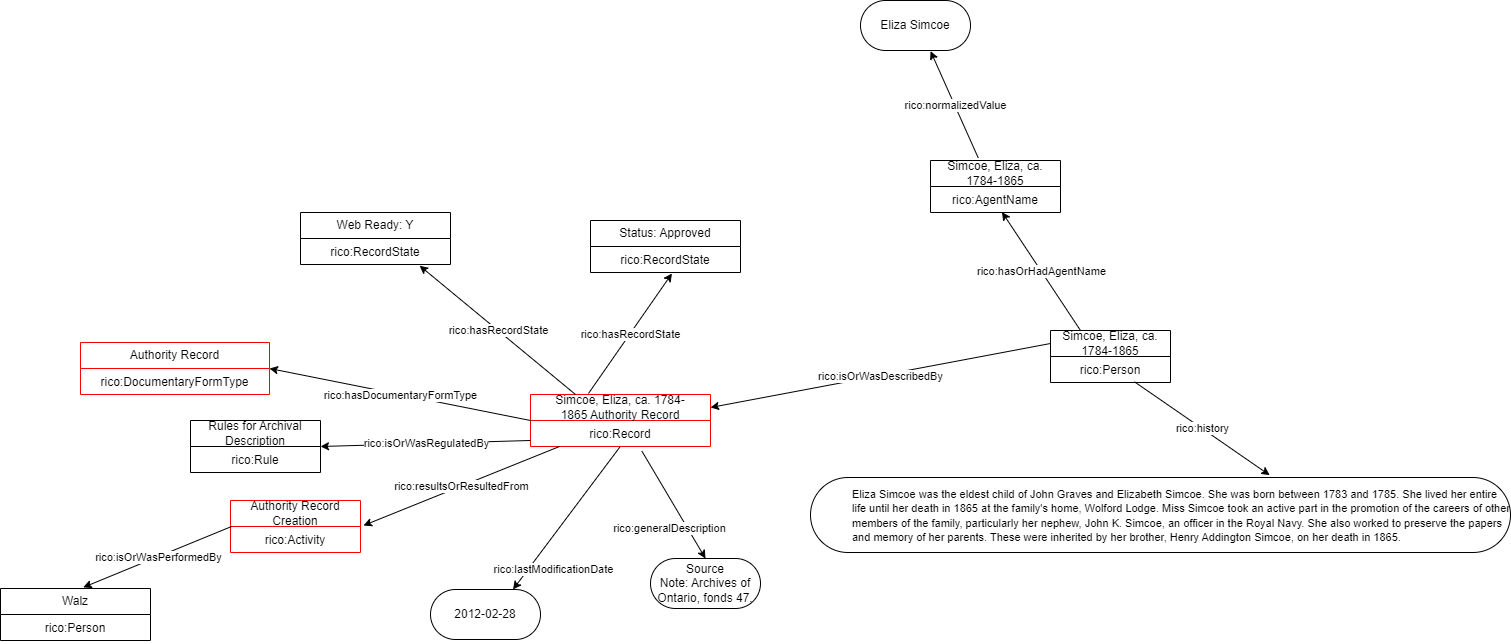 Eliza Simcoe
rico:normalizedValue
Simcoe, Eliza, ca.
1784-1865
rico:AgentName
Web Ready: Y
rico:RecordState
Status: Approved
rico:RecordState
rico:hasOrHadAgentName
rico:hasRecordState
rico:hasRecordState
Simcoe, Eliza, ca.
1784-1865
rico:Person
Authority Record
rico:DocumentaryFormType
rico:isOrWasDescribedBy
rico:hasDocumentaryFormType
Simcoe, Eliza, ca. 1784-
1865 Authority Record
rico:Record
rico:history
Rules for Archival
Description
rico:Rule
rico:isOrWasRegulatedBy
rico:resultsOrResultedFrom
Eliza Simcoe was the eldest child of John Graves and Elizabeth Simcoe. She was born between 1783 and 1785. She lived her entire
life until her death in 1865 at the family's home, Wolford Lodge. Miss Simcoe took an active part in the promotion of the careers of other
members of the family, particularly her nephew, John K. Simcoe, an officer in the Royal Navy. She also worked to preserve the papers
and memory of her parents. These were inherited by her brother, Henry Addington Simcoe, on her death in 1865.
Authority Record
Creation
rico:Activity
rico:generalDescription
rico:isOrWasPerformedBy
rico:lastModificationDate
Source
Note: Archives of
Ontario, fonds 47.
Walz
rico:Person
2012-02-28